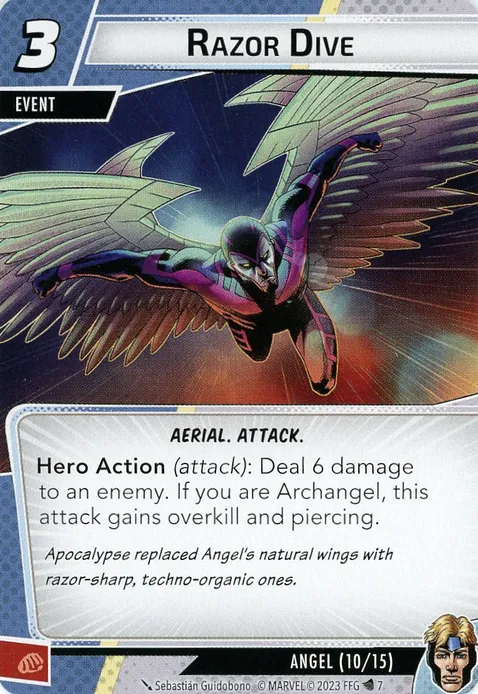 3
RAZOR DIVE
EVENT
AERIAL. ATTACK.
Hero Action (attack): Deal 6 damage
to an enemy. If you are Archangel, this
attack gains overkill and piercing.
Apocalypse replaced Angel's natural wings with
razor-sharp, techno-organic ones.
ANGEL (10/15)
Sebastián Guidobono © MARVEL © 2023 FFG 7